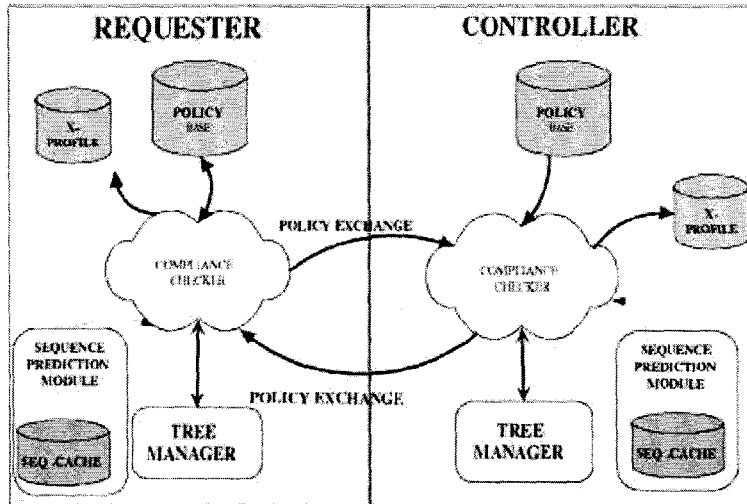 REQUESTER
CONTROLLER
POLICY
BASE
X-
PROFILE
POLICY
BASE
X-
PROFILE
POLICY EXCHANGE
COMPLIANCE
CHECKER
COMPLIANCE
CHECKER
SEQUENCE
PREDICTION
MODULE
SEQ .CACHE
POLICY EXCHANGE
TREE
MANAGER
TREE
MANAGER
SEQUENCE
PREDICTION
MODULE
SEQ .CACHE